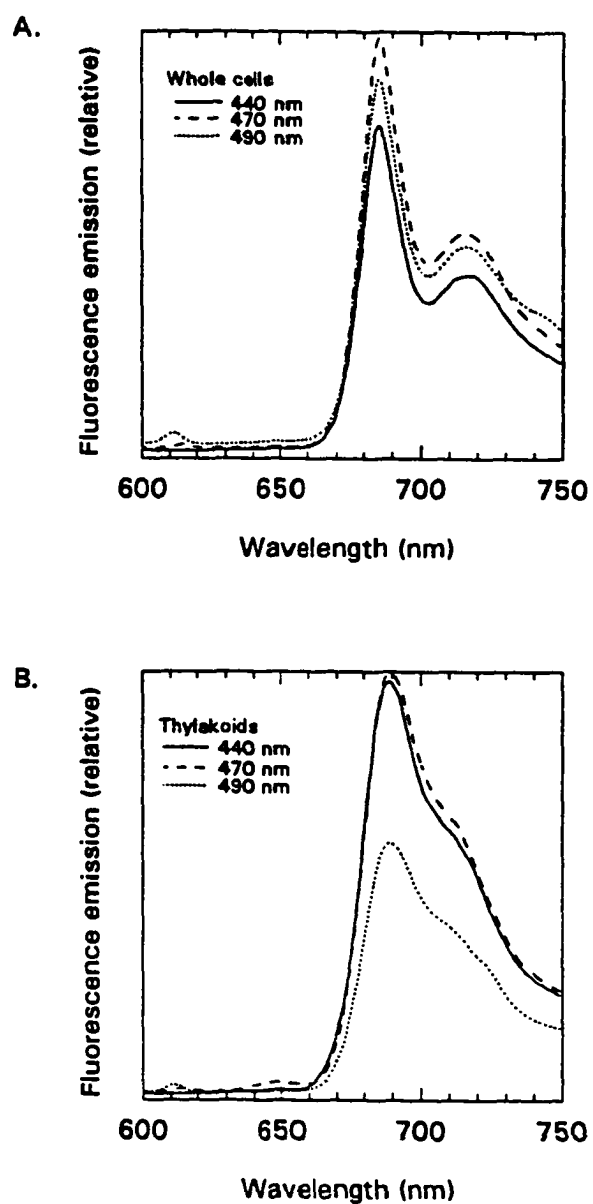 A.
Fluorescence emission (relative)
Whole cells
440 nm
470 nm
490 nm
600 650 700 750
Wavelength (nm)
B.
Fluorescence emission (relative)
Thylakoids
440 nm
470 nm
490 nm
600 650 700 750
Wavelength (nm)